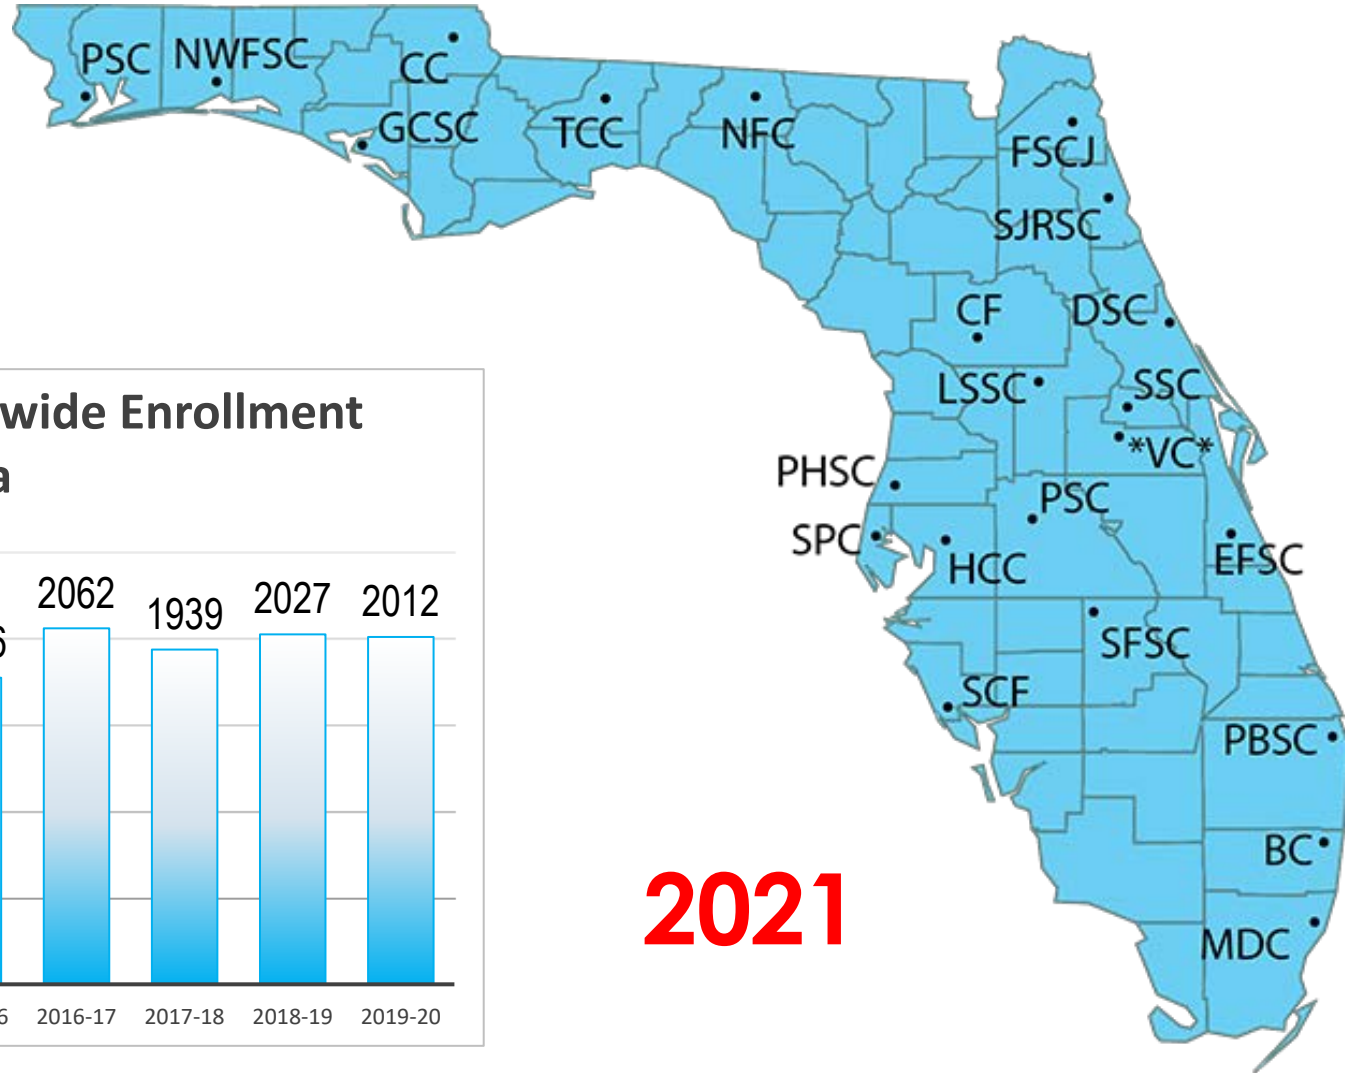 PSC
NWFSC
CC
GCSC
TCC
NFC
FSCJ
SJRSC
CF
DSC
LSSC
SSC
*VC*
PHSC
PSC
SPC
HCC
EFSC
SFSC
SCF
PBSC
BC
MDC
wide Enrollment
a
6
2062
1939
2027
2012
6
2016-17
2017-18
2018-19
2019-20
2021